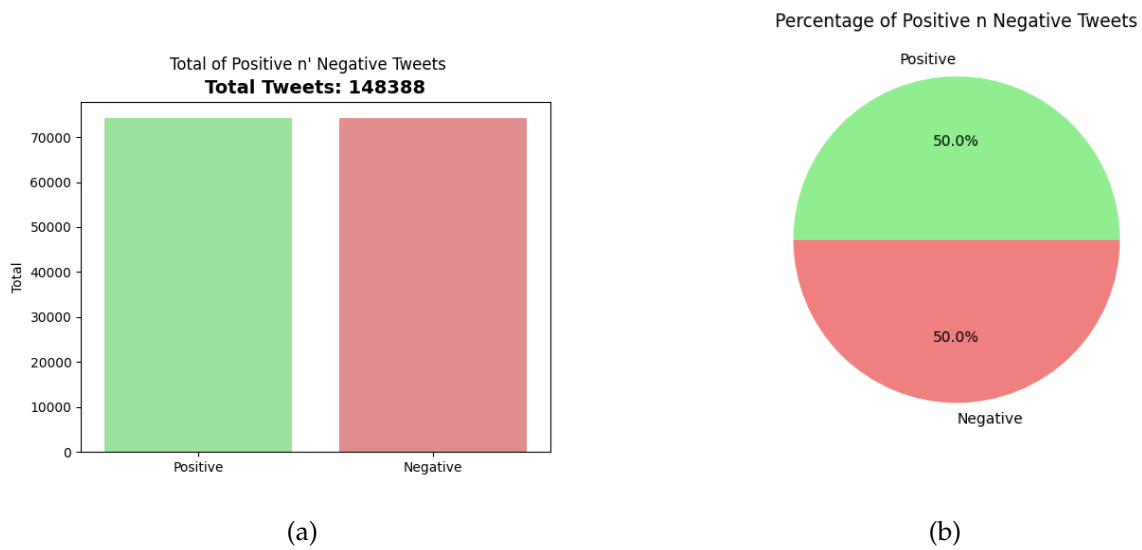 Total of Positive n' Negative Tweets
Total Tweets: 148388
70000
60000
50000
40000
30000
20000
10000
0
Total
Positive
Negative
(a)
Percentage of Positive n Negative Tweets
Positive
50.0%
50.0%
Negative
(b)